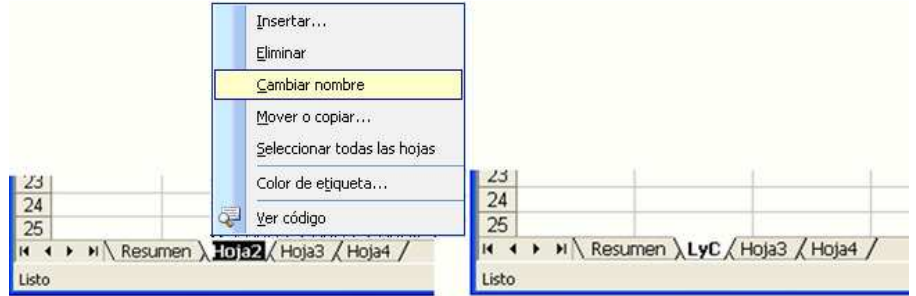 Insertar...
Eliminar
Cambiar nombre
Mover o copiar...
Seleccionar todas las hojas
Color de etiqueta...
Ver código
23
24
25
Resumen Hoja2 Hoja3 Hoja4
Listo
23
24
25
Resumen LyC Hoja3 Hoja4
Listo